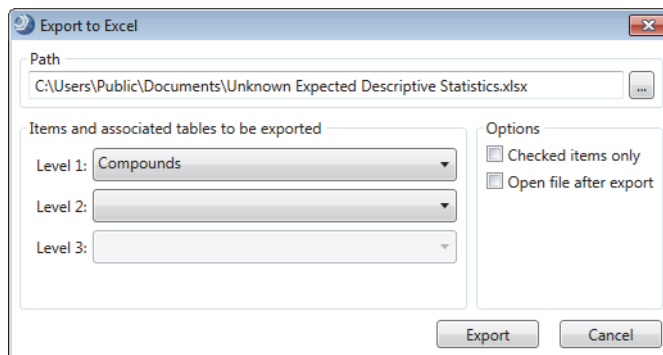 Export to Excel
Path
C:\Users\Public\Documents\Unknown Expected Descriptive Statistics.xlsx
...
Items and associated tables to be exported
Options
Level 1: Compounds
Checked items only
Level 2:
Open file after export
Level 3:
Export
Cancel